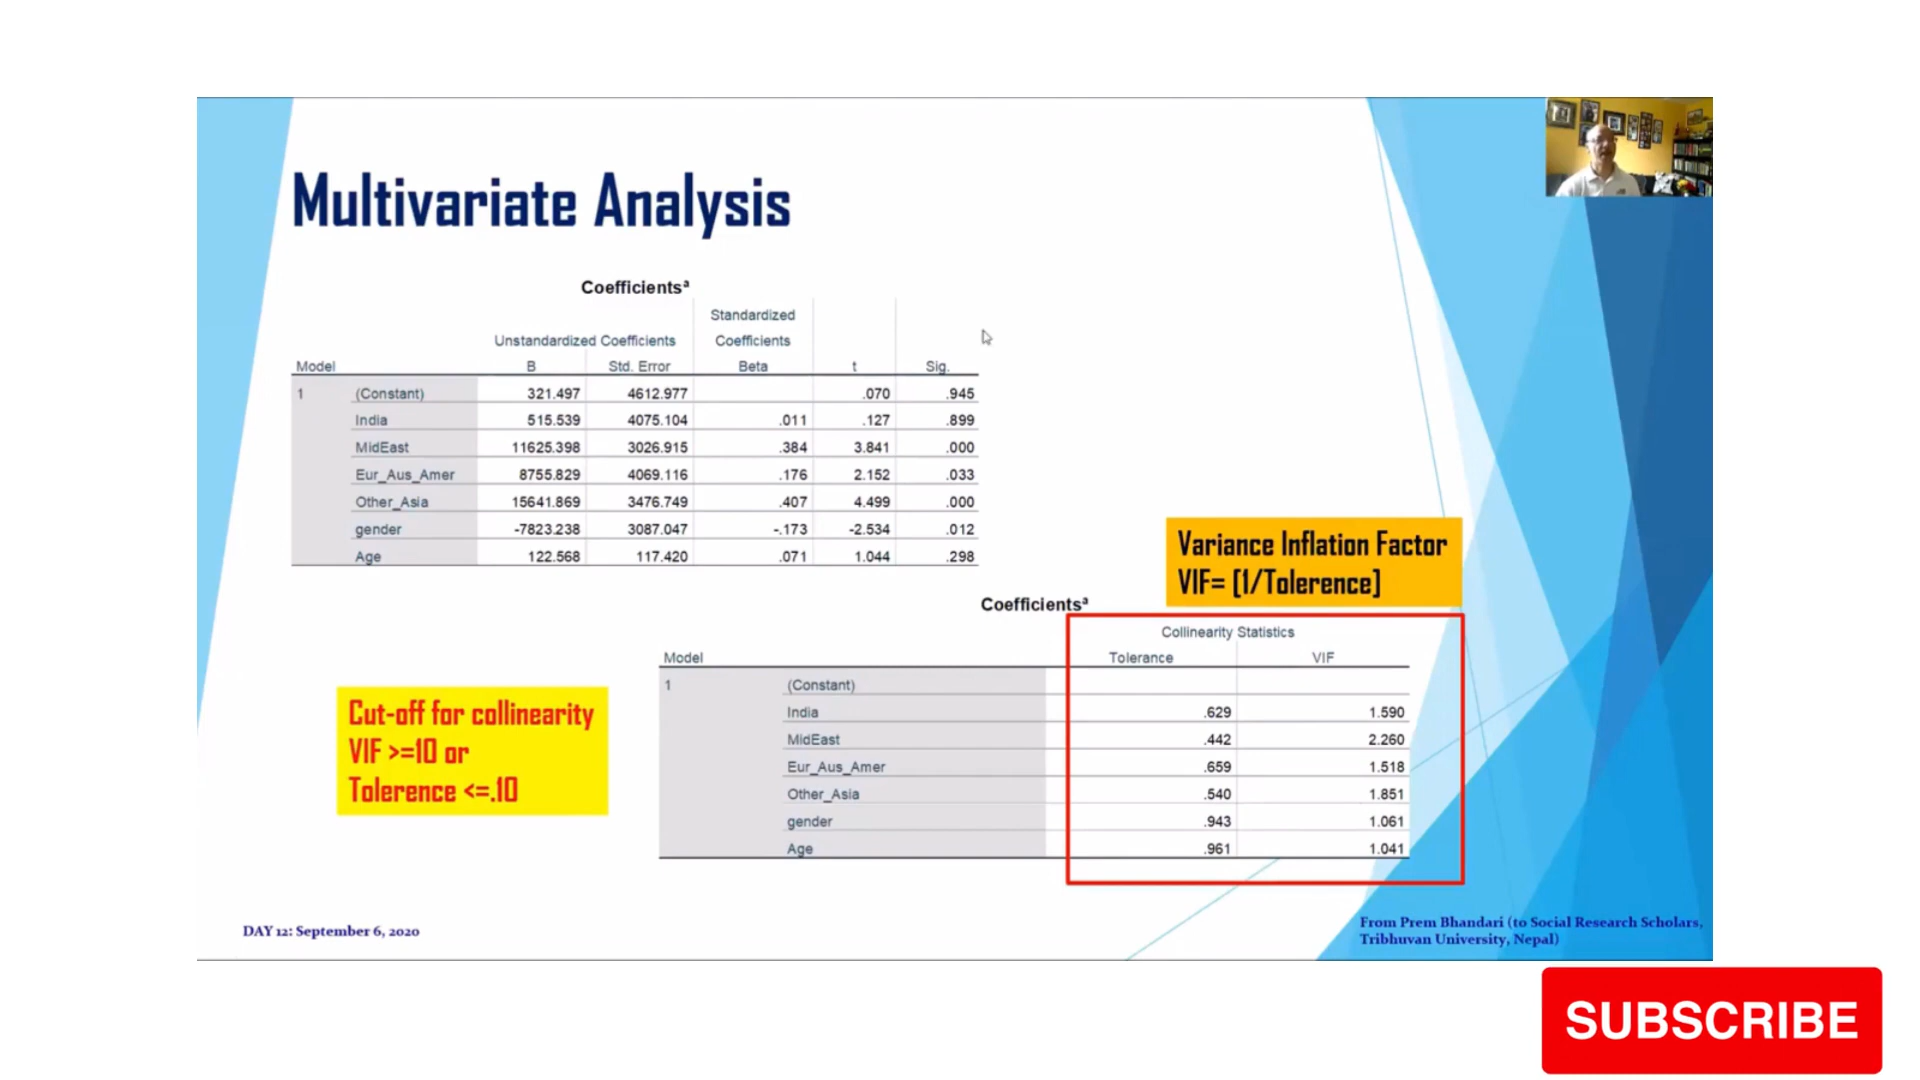 Multivariate Analysis
Coefficientsª
Standardized
Unstandardized Coefficients Coefficients
Model B Std. Error Beta t Sig.
1 (Constant) 321.497 4612.977 .070 .945
India 515.539 4075.104 .011 .127 .899
MidEast 11625.398 3026.915 .384 3.841 .000
Eur_Aus_Amer 8755.829 4069.116 .176 2.152 .033
Other_Asia 15641.869 3476.749 .407 4.499 .000
gender -7823.238 3087.047 -.173 -2.534 .012
Age 122.568 117.420 .071 1.044 .298
Variance Inflation Factor
VIF= [1/Tolerence]
Coefficientsª
Collinearity Statistics
Model Tolerance VIF
1 (Constant)
India .629 1.590
MidEast .442 2.260
Eur_Aus_Amer .659 1.518
Other_Asia .540 1.851
gender .943 1.061
Age .961 1.041
Cut-off for collinearity
VIF >=10 or
Tolerence <=.10
DAY 12: September 6, 2020
From Prem Bhandari (to Social Research Scholars,
Tribhuvan University, Nepal)
SUBSCRIBE